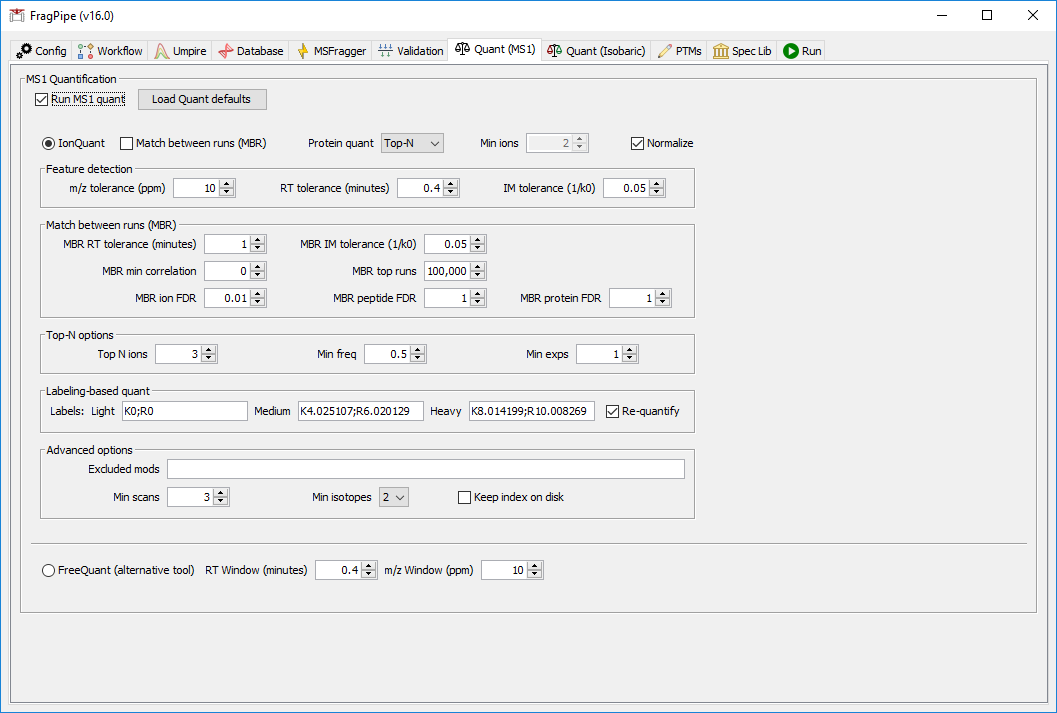 FragPipe (v16.0)
Config Workflow Umpire Database MSFragger Validation Quant (MS1) Quant (Isobaric) PTMs Spec Lib Run
MS1 Quantification
Run MS1 quant Load Quant defaults
IonQuant Match between runs (MBR) Protein quant Top-N Min ions 2 Normalize
Feature detection
m/z tolerance (ppm) 10 RT tolerance (minutes) 0.4 IM tolerance (1/k0) 0.05
Match between runs (MBR)
MBR RT tolerance (minutes) 1 MBR IM tolerance (1/k0) 0.05
MBR min correlation 0 MBR top runs 100,000
MBR ion FDR 0.01 MBR peptide FDR 1 MBR protein FDR 1
Top-N options
Top N ions 3 Min freq 0.5 Min exps 1
Labeling-based quant
Labels: Light K0;R0 Medium K4.025107;R6.020129 Heavy K8.014199;R10.008269 Re-quantify
Advanced options
Excluded mods
Min scans 3 Min isotopes 2 Keep index on disk
FreeQuant (alternative tool) RT Window (minutes) 0.4 m/z Window (ppm) 10